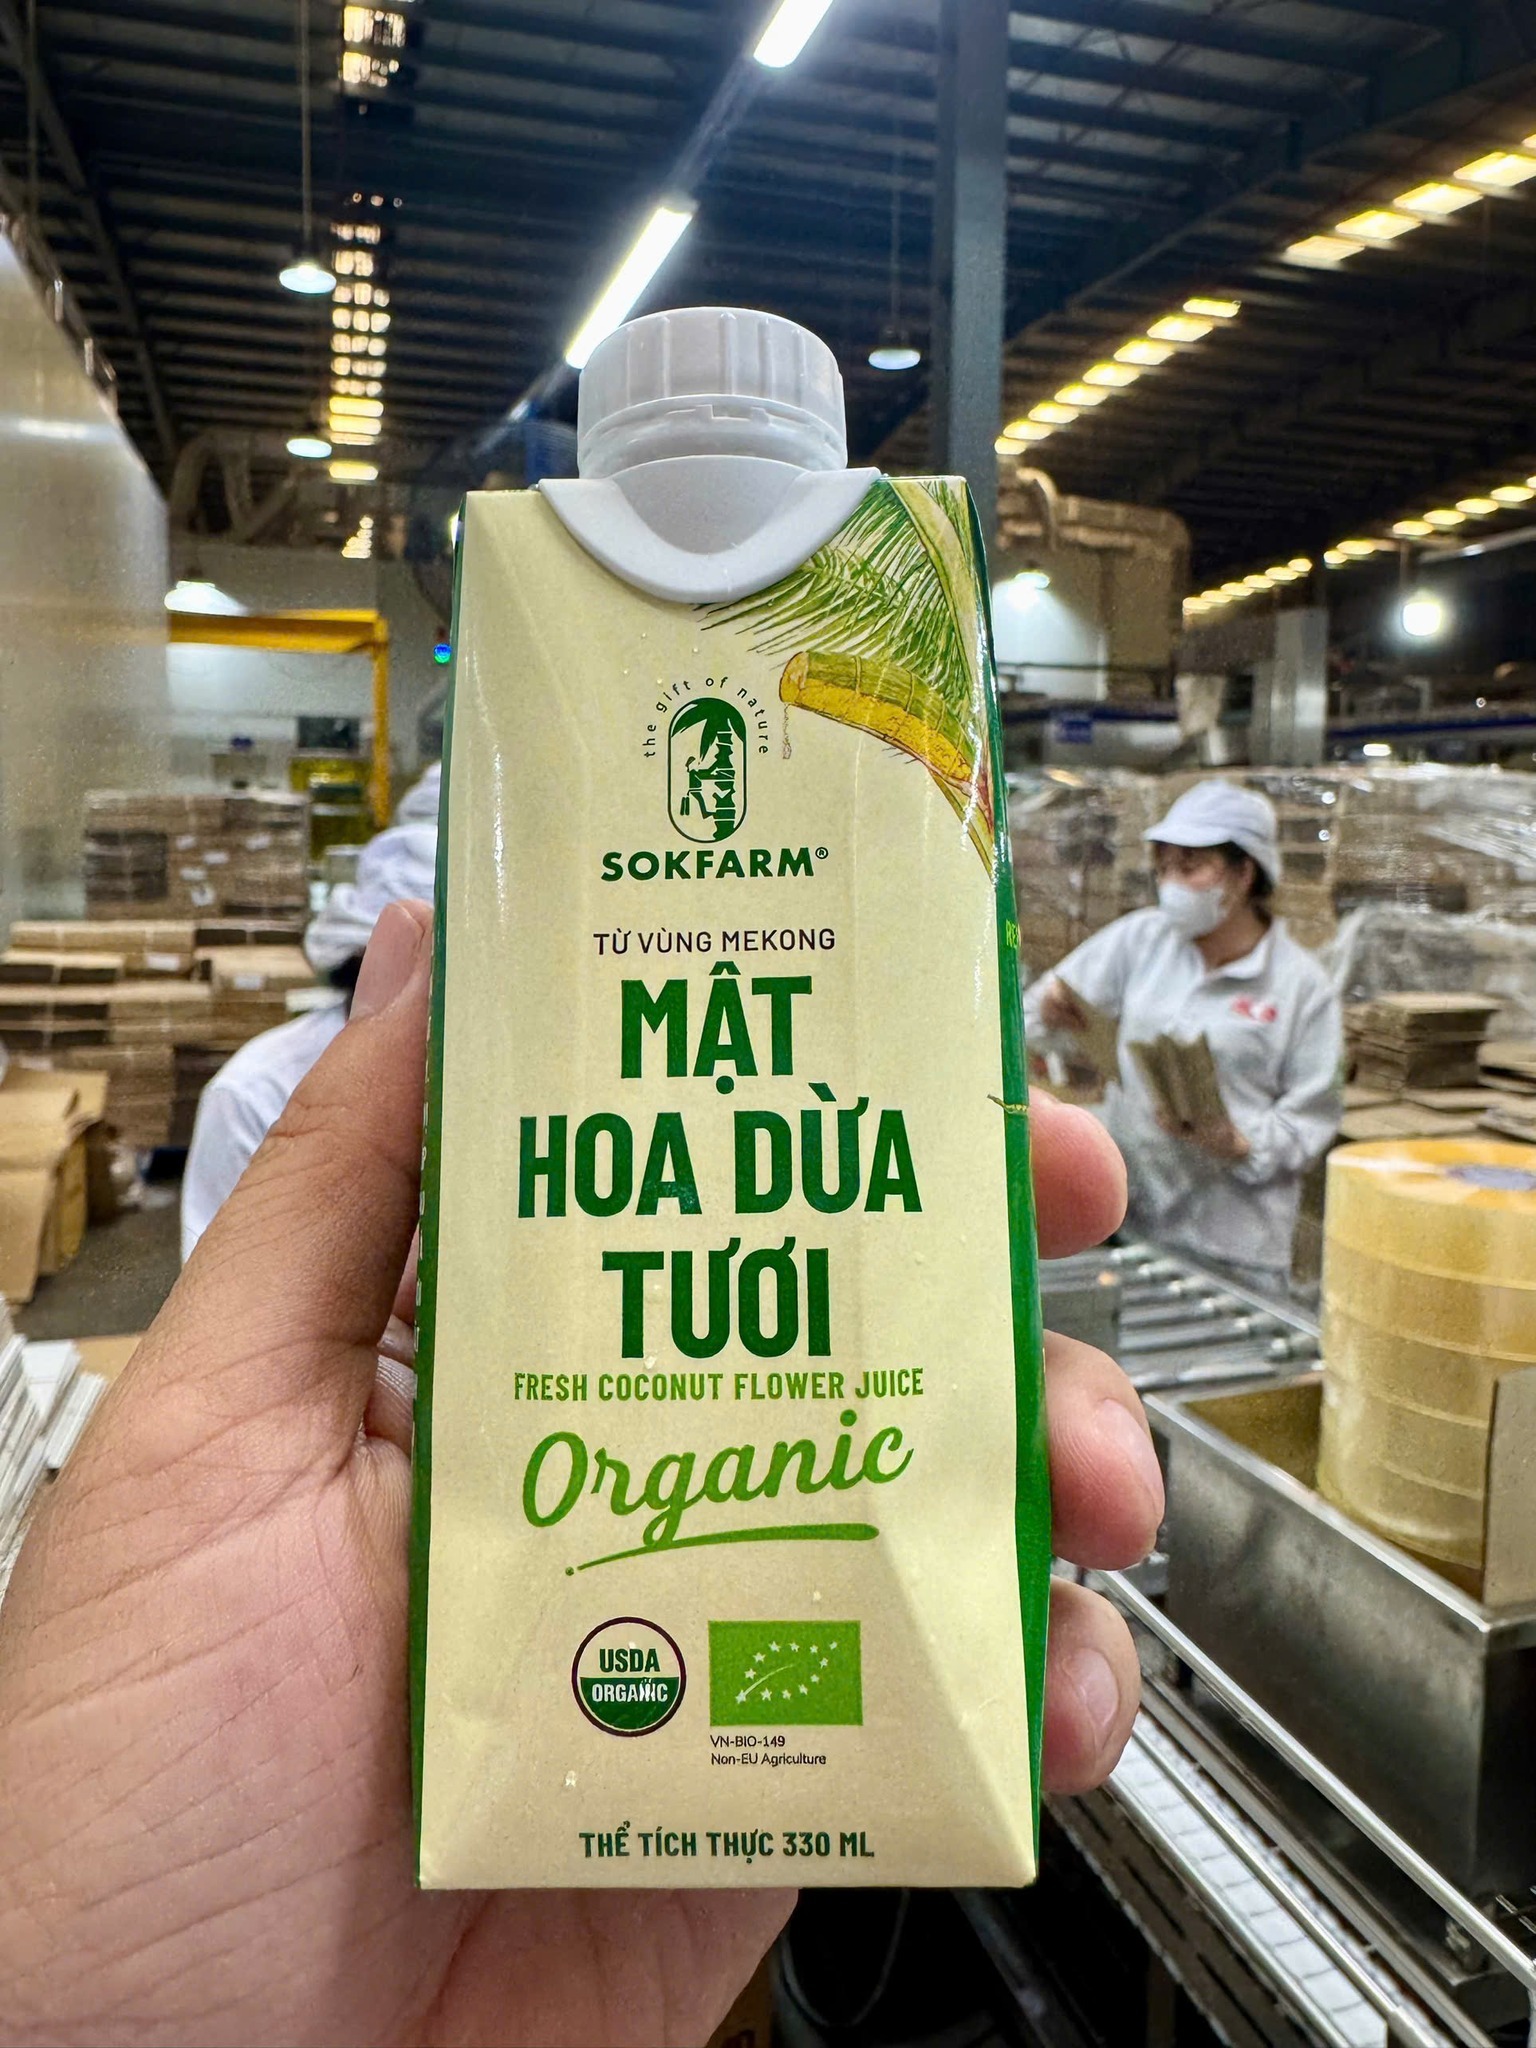 the gift of nature
SOKFARM®
TỪ VÙNG MEKONG
MẬT
HOA DỪA
TƯƠI
FRESH COCONUT FLOWER JUICE
Organic
USDA
ORGANIC
VN-BIO-149
Non-EU Agriculture
THỂ TÍCH THỰC 330 ML